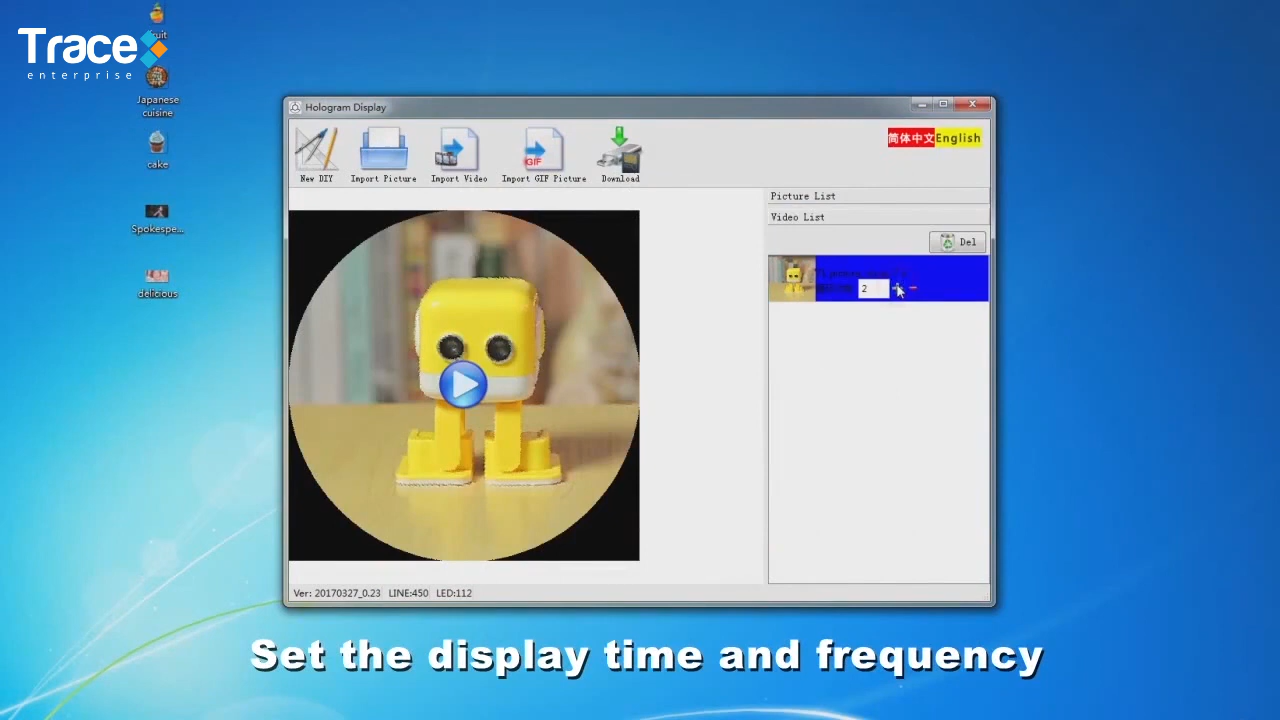 Trace
enterprise
Japanese
cuisine
cake
Spokespe...
delicious
Hologram Display
New DIY
Import Picture
Import Video
Import GIF Picture
GIF
Download
简体中文 English
Picture List
Video List
Del
2
Ver: 20170327_0.23 LINE:450 LED:112
Set the display time and frequency